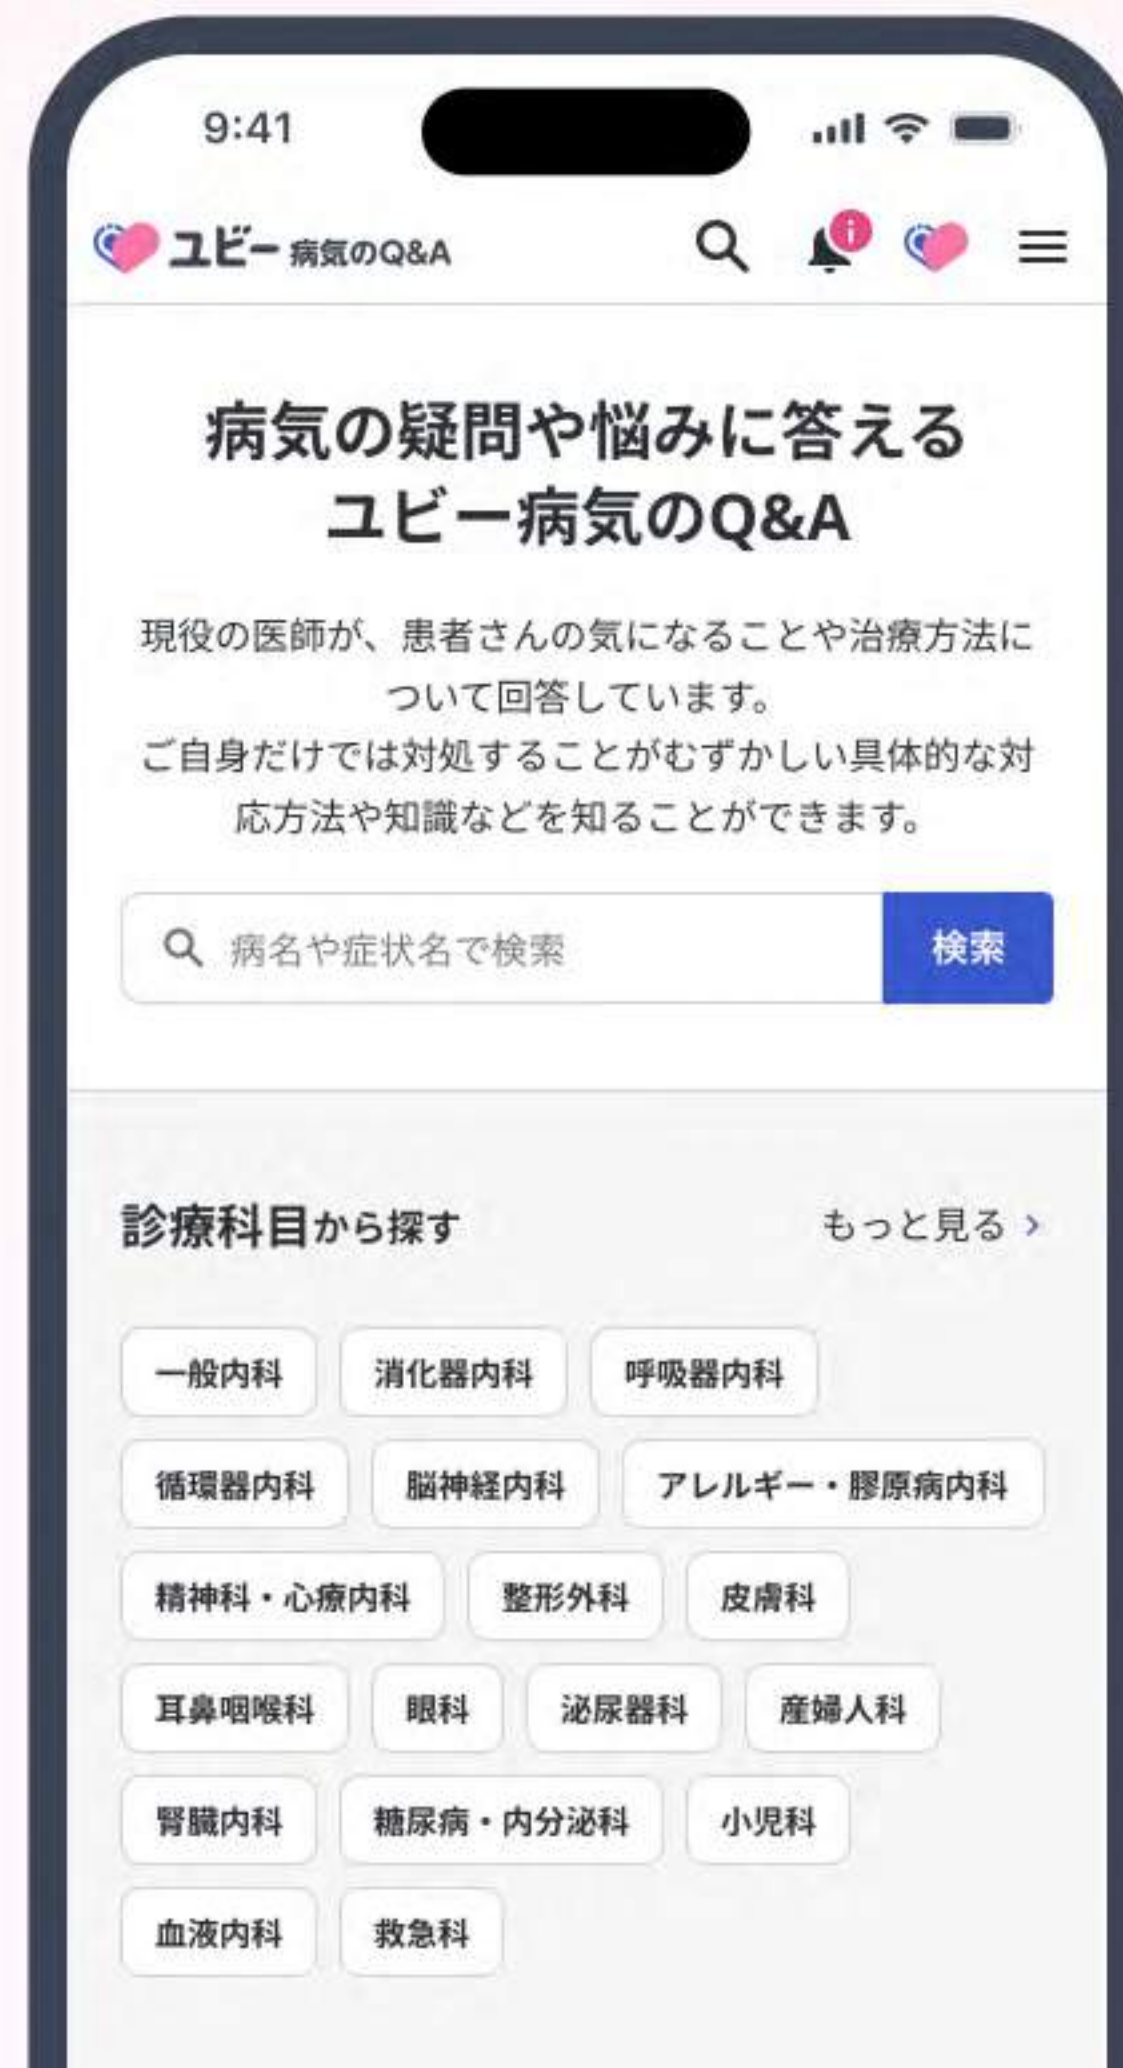 9:41
ユビー 病気のQ&A
i
病気の疑問や悩みに答える
ユビー病気のQ&A
現役の医師が、患者さんの気になることや治療方法に
ついて回答しています。
ご自身だけでは対処することがむずかしい具体的な対
応方法や知識などを知ることができます。
病名や症状名で検索 検索
診療科目から探す もっと見る
一般内科 消化器内科 呼吸器内科
循環器内科 脳神経内科 アレルギー・膠原病内科
精神科・心療内科 整形外科 皮膚科
耳鼻咽喉科 眼科 泌尿器科 産婦人科
腎臓内科 糖尿病・内分泌科 小児科
血液内科 救急科